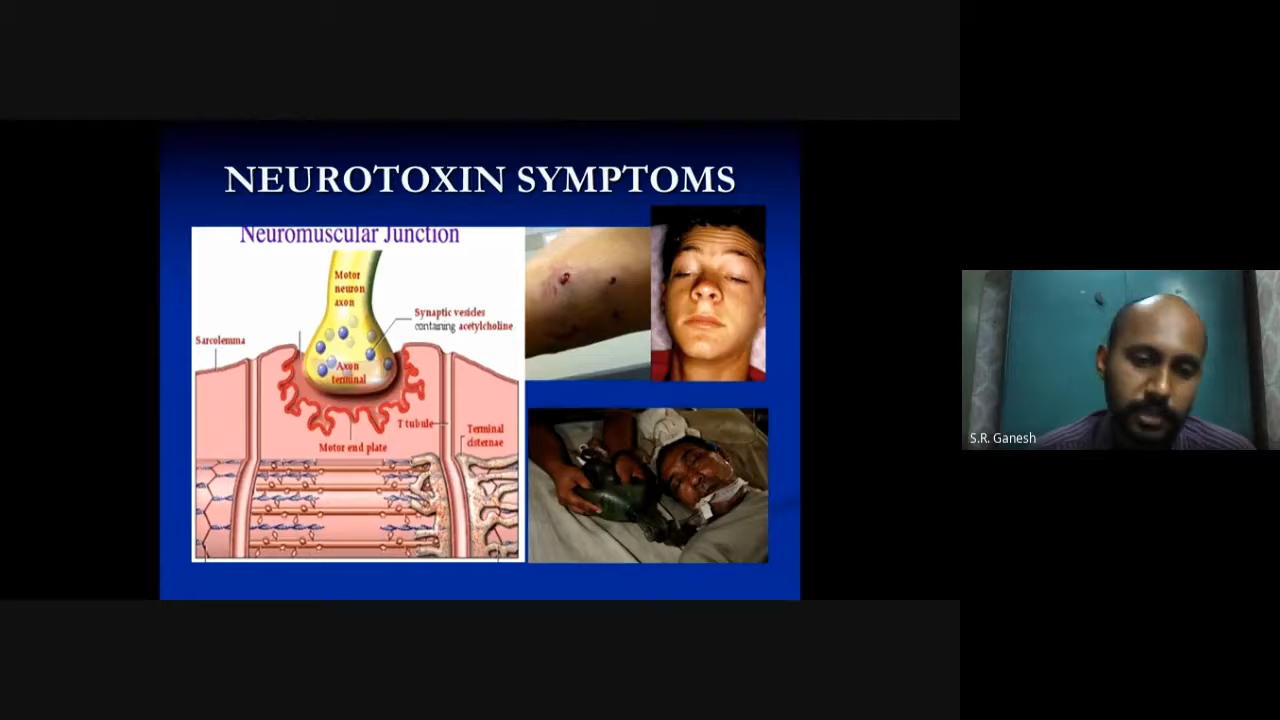 NEUROTOXIN SYMPTOMS
Neuromuscular Junction
Motor
neuron
axon
Synaptic vesicles
containing acetylcholine
Sarcolemma
Axon
terminal
T tubule
Terminal
cisternae
Motor end plate
S.R. Ganesh